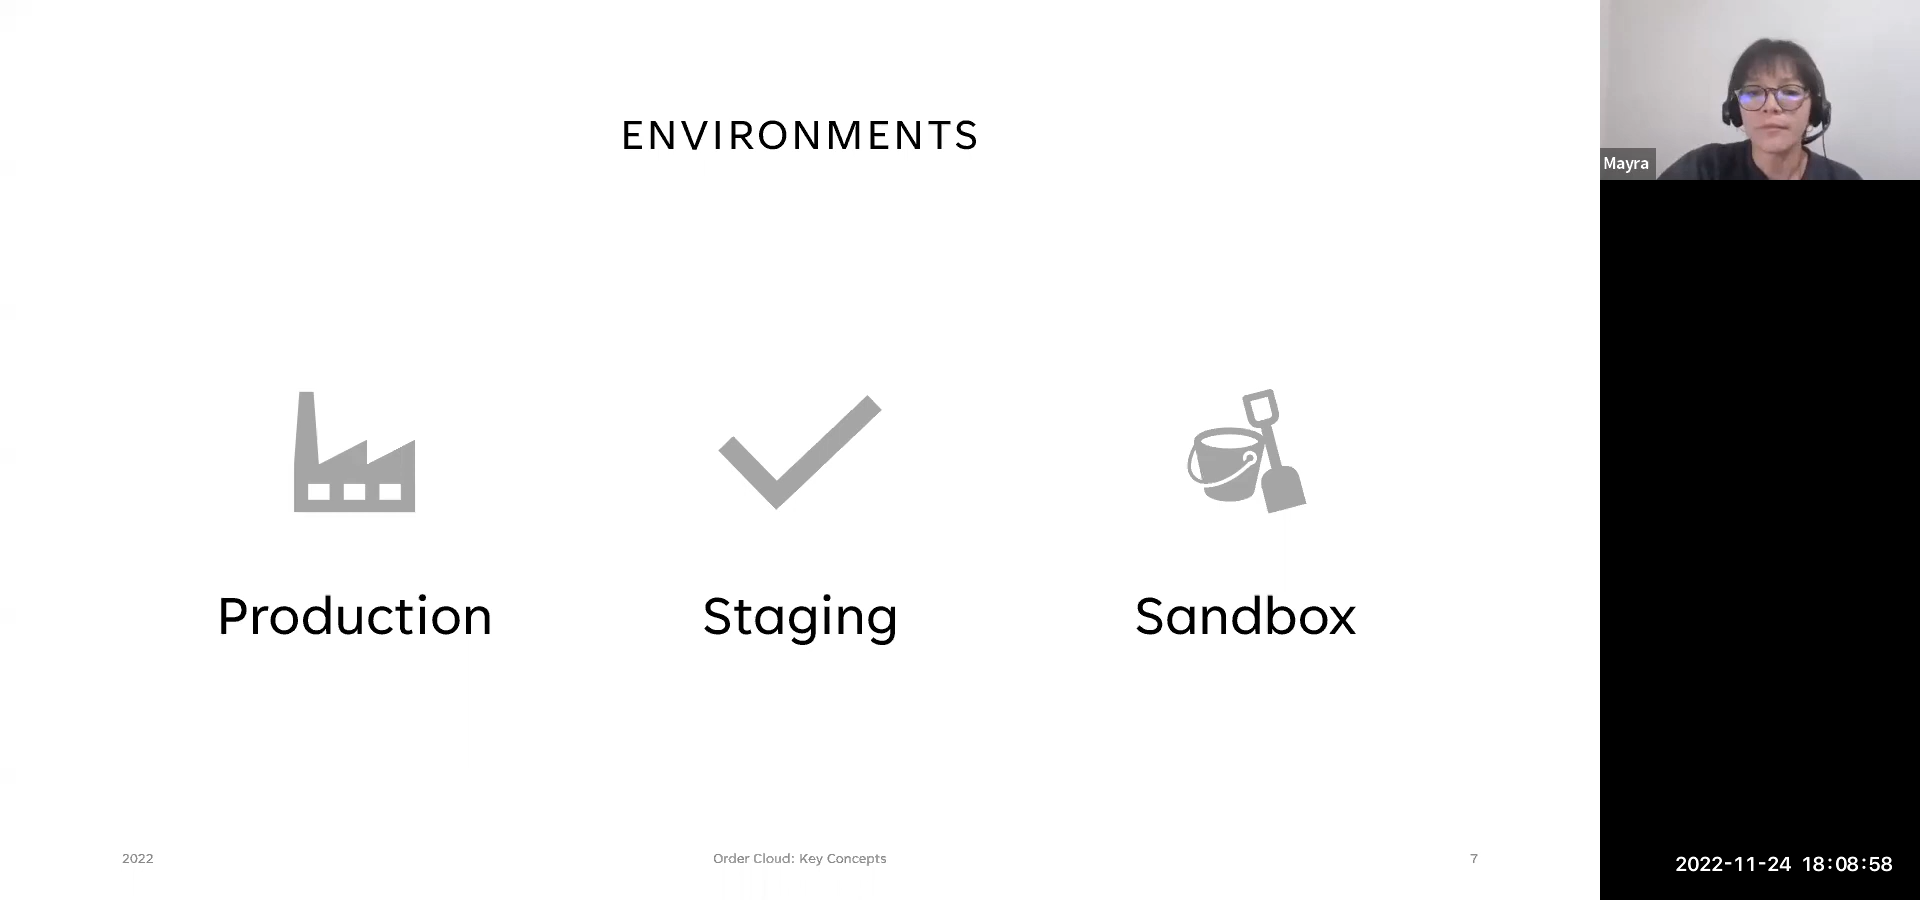 ENVIRONMENTS
Production
Staging
Sandbox
2022
Order Cloud: Key Concepts
7
Mayra
2022-11-24 18:08:58